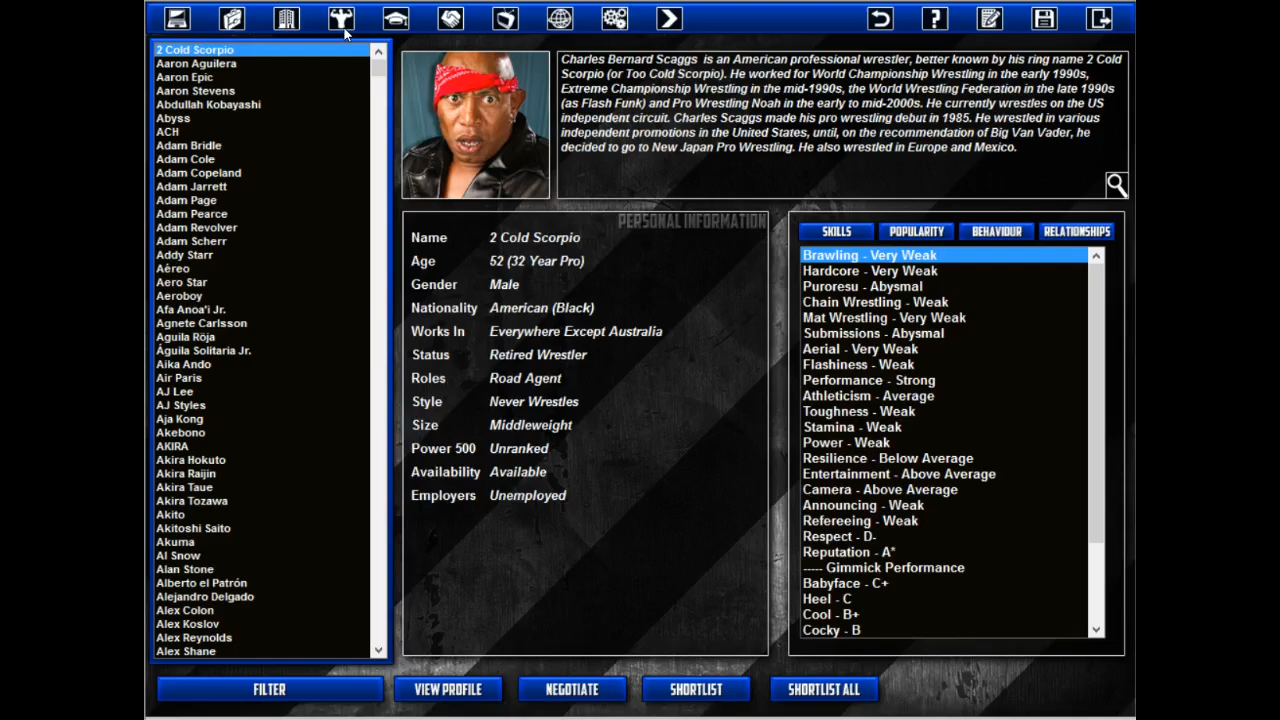 2 Cold Scorpio
Aaron Aguilera
Aaron Epic
Aaron Stevens
Abdullah Kobayashi
Abyss
ACH
Adam Bridle
Adam Cole
Adam Copeland
Adam Jarrett
Adam Page
Adam Pearce
Adam Revolver
Adam Scherr
Addy Starr
Aéreo
Aero Star
Aeroboy
Afa Anoa'i Jr.
Agnete Carlsson
Aguila Röja
Águila Solitaria Jr.
Aika Ando
Air Paris
AJ Lee
AJ Styles
Aja Kong
Akebono
AKIRA
Akira Hokuto
Akira Raijin
Akira Taue
Akira Tozawa
Akito
Akitoshi Saito
Akuma
Al Snow
Alan Stone
Alberto el Patrón
Alejandro Delgado
Alex Colon
Alex Koslov
Alex Reynolds
Alex Shane
Charles Bernard Scaggs is an American professional wrestler, better known by his ring name 2 Cold
Scorpio (or Too Cold Scorpio). He worked for World Championship Wrestling in the early 1990s,
Extreme Championship Wrestling in the mid-1990s, the World Wrestling Federation in the late 1990s
(as Flash Funk) and Pro Wrestling Noah in the early to mid-2000s. He currently wrestles on the US
independent circuit. Charles Scaggs made his pro wrestling debut in 1985. He wrestled in various
independent promotions in the United States, until, on the recommendation of Big Van Vader, he
decided to go to New Japan Pro Wrestling. He also wrestled in Europe and Mexico.
PERSONAL INFORMATION
Name 2 Cold Scorpio
Age 52 (32 Year Pro)
Gender Male
Nationality American (Black)
Works In Everywhere Except Australia
Status Retired Wrestler
Roles Road Agent
Style Never Wrestles
Size Middleweight
Power 500 Unranked
Availability Available
Employers Unemployed
SKILLS POPULARITY BEHAVIOUR RELATIONSHIPS
Brawling - Very Weak
Hardcore - Very Weak
Puroresu - Abysmal
Chain Wrestling - Weak
Mat Wrestling - Very Weak
Submissions - Abysmal
Aerial - Very Weak
Flashiness - Weak
Performance - Strong
Athleticism - Average
Toughness - Weak
Stamina - Weak
Power - Weak
Resilience - Below Average
Entertainment - Above Average
Camera - Above Average
Announcing - Weak
Refereeing - Weak
Respect - D-
Reputation - A*
----- Gimmick Performance
Babyface - C+
Heel - C
Cool - B+
Cocky - B
FILTER VIEW PROFILE NEGOTIATE SHORTLIST SHORTLIST ALL